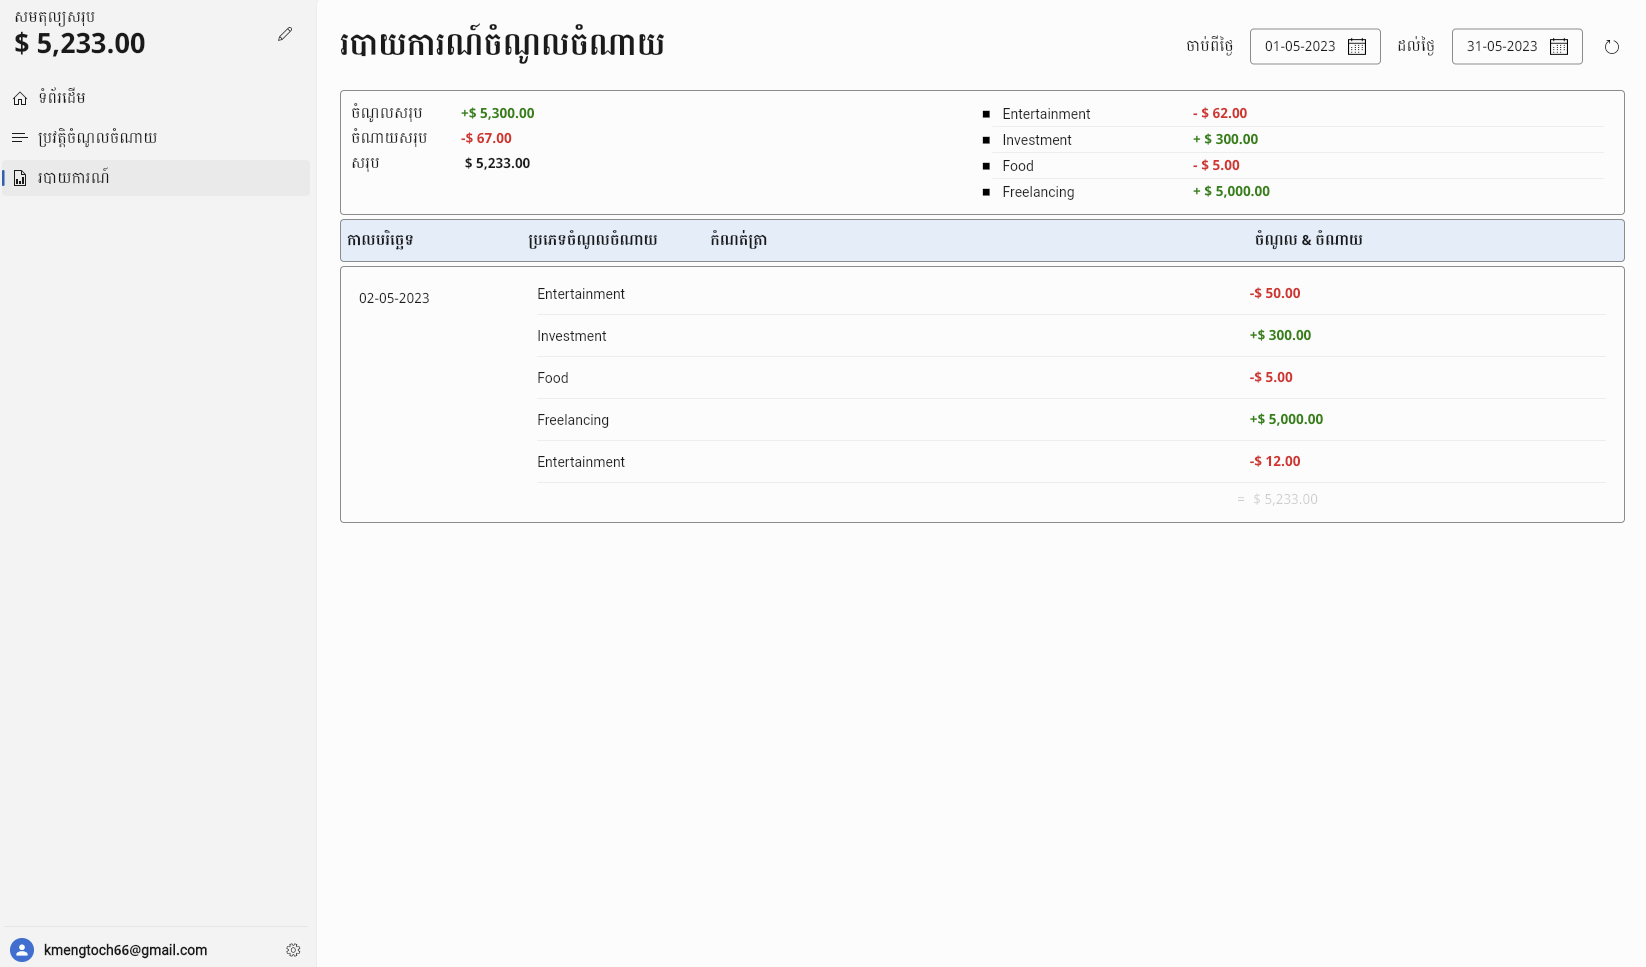 សមតុល្យសរុប
$ 5,233.00
ទំព័រដើម
ប្រវត្តិចំណូលចំណាយ
របាយការណ៍
kmengtoch66@gmail.com
របាយការណ៍ចំណូលចំណាយ
ចាប់ពីថ្ងៃ 01-05-2023 ដល់ថ្ងៃ 31-05-2023
ចំណូលសរុប +$ 5,300.00
ចំណាយសរុប -$ 67.00
សរុប $ 5,233.00
Entertainment - $ 62.00
Investment + $ 300.00
Food - $ 5.00
Freelancing + $ 5,000.00
កាលបរិច្ឆេទ ប្រភេទចំណូលចំណាយ កំណត់ត្រា ចំណូល & ចំណាយ
02-05-2023 Entertainment -$ 50.00
Investment +$ 300.00
Food -$ 5.00
Freelancing +$ 5,000.00
Entertainment -$ 12.00
= $ 5,233.00